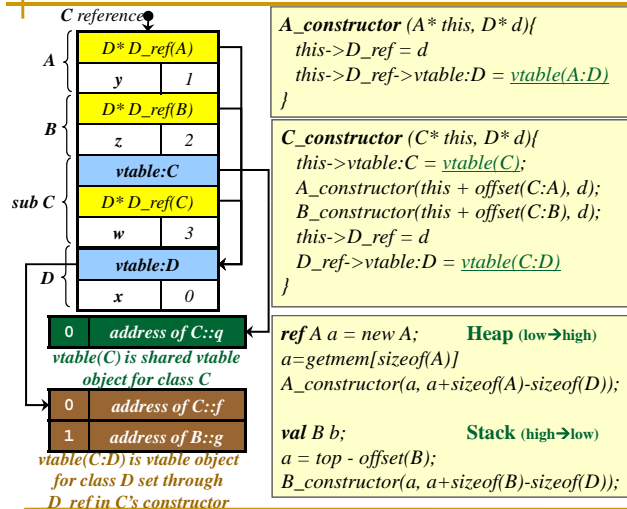 C reference
A
D* D_ref(A)
y 1
B
D* D_ref(B)
z 2
sub C
vtable:C
D* D_ref(C)
w 3
D
vtable:D
x 0
0 address of C::q
vtable(C) is shared vtable
object for class C
0 address of C::f
1 address of B::g
vtable(C:D) is vtable object
for class D set through
D_ref in C's constructor
A_constructor (A* this, D* d){
this->D_ref = d
this->D_ref->vtable:D = vtable(A:D)
}
C_constructor (C* this, D* d){
this->vtable:C = vtable(C);
A_constructor(this + offset(C:A), d);
B_constructor(this + offset(C:B), d);
this->D_ref = d
D_ref->vtable:D = vtable(C:D)
}
ref A a = new A; Heap (low→high)
a=getmem[sizeof(A)]
A_constructor(a, a+sizeof(A)-sizeof(D));
val B b; Stack (high→low)
a = top - offset(B);
B_constructor(a, a+sizeof(B)-sizeof(D));